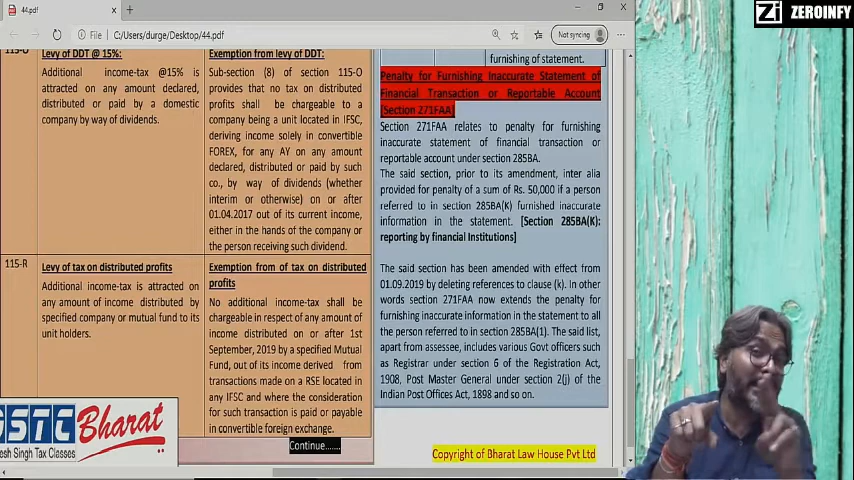 44.pdf
File
C:/Users/durge/Desktop/44.pdf
Not syncing
ZEROINFY
115-O
Levy of DDT @ 15%:
Additional income-tax @15% is
attracted on any amount declared,
distributed or paid by a domestic
company by way of dividends.
Exemption from levy of DDT:
Sub-section (8) of section 115-O
provides that no tax on distributed
profits shall be chargeable to a
company being a unit located in IFSC,
deriving income solely in convertible
FOREX, for any AY on any amount
declared, distributed or paid by such
co., by way of dividends (whether
interim or otherwise) on or after
01.04.2017 out of its current income,
either in the hands of the company or
the person receiving such dividend.
115-R
Levy of tax on distributed profits
Additional income-tax is attracted on
any amount of income distributed by
specified company or mutual fund to its
unit holders.
Exemption from of tax on distributed
profits
No additional income-tax shall be
chargeable in respect of any amount of
income distributed on or after 1st
September, 2019 by a specified Mutual
Fund, out of its income derived from
transactions made on a RSE located in
any IFSC and where the consideration
for such transaction is paid or payable
in convertible foreign exchange.
Continue.......
furnishing of statement.
Penalty for Furnishing Inaccurate Statement of
Financial Transaction or Reportable Account
[Section 271FAA]
Section 271FAA relates to penalty for furnishing
inaccurate statement of financial transaction or
reportable account under section 285BA.
The said section, prior to its amendment, inter alia
provided for penalty of a sum of Rs. 50,000 if a person
referred to in section 285BA(K) furnished inaccurate
information in the statement. [Section 285BA(K):
reporting by financial Institutions]
The said section has been amended with effect from
01.09.2019 by deleting references to clause (k). In other
words section 271FAA now extends the penalty for
furnishing inaccurate information in the statement to all
the person referred to in section 285BA(1). The said list,
apart from assessee, includes various Govt officers such
as Registrar under section 6 of the Registration Act,
1908, Post Master General under section 2(j) of the
Indian Post Offices Act, 1898 and so on.
Copyright of Bharat Law House Pvt Ltd
GSTC Bharat
esh Singh Tax Classes